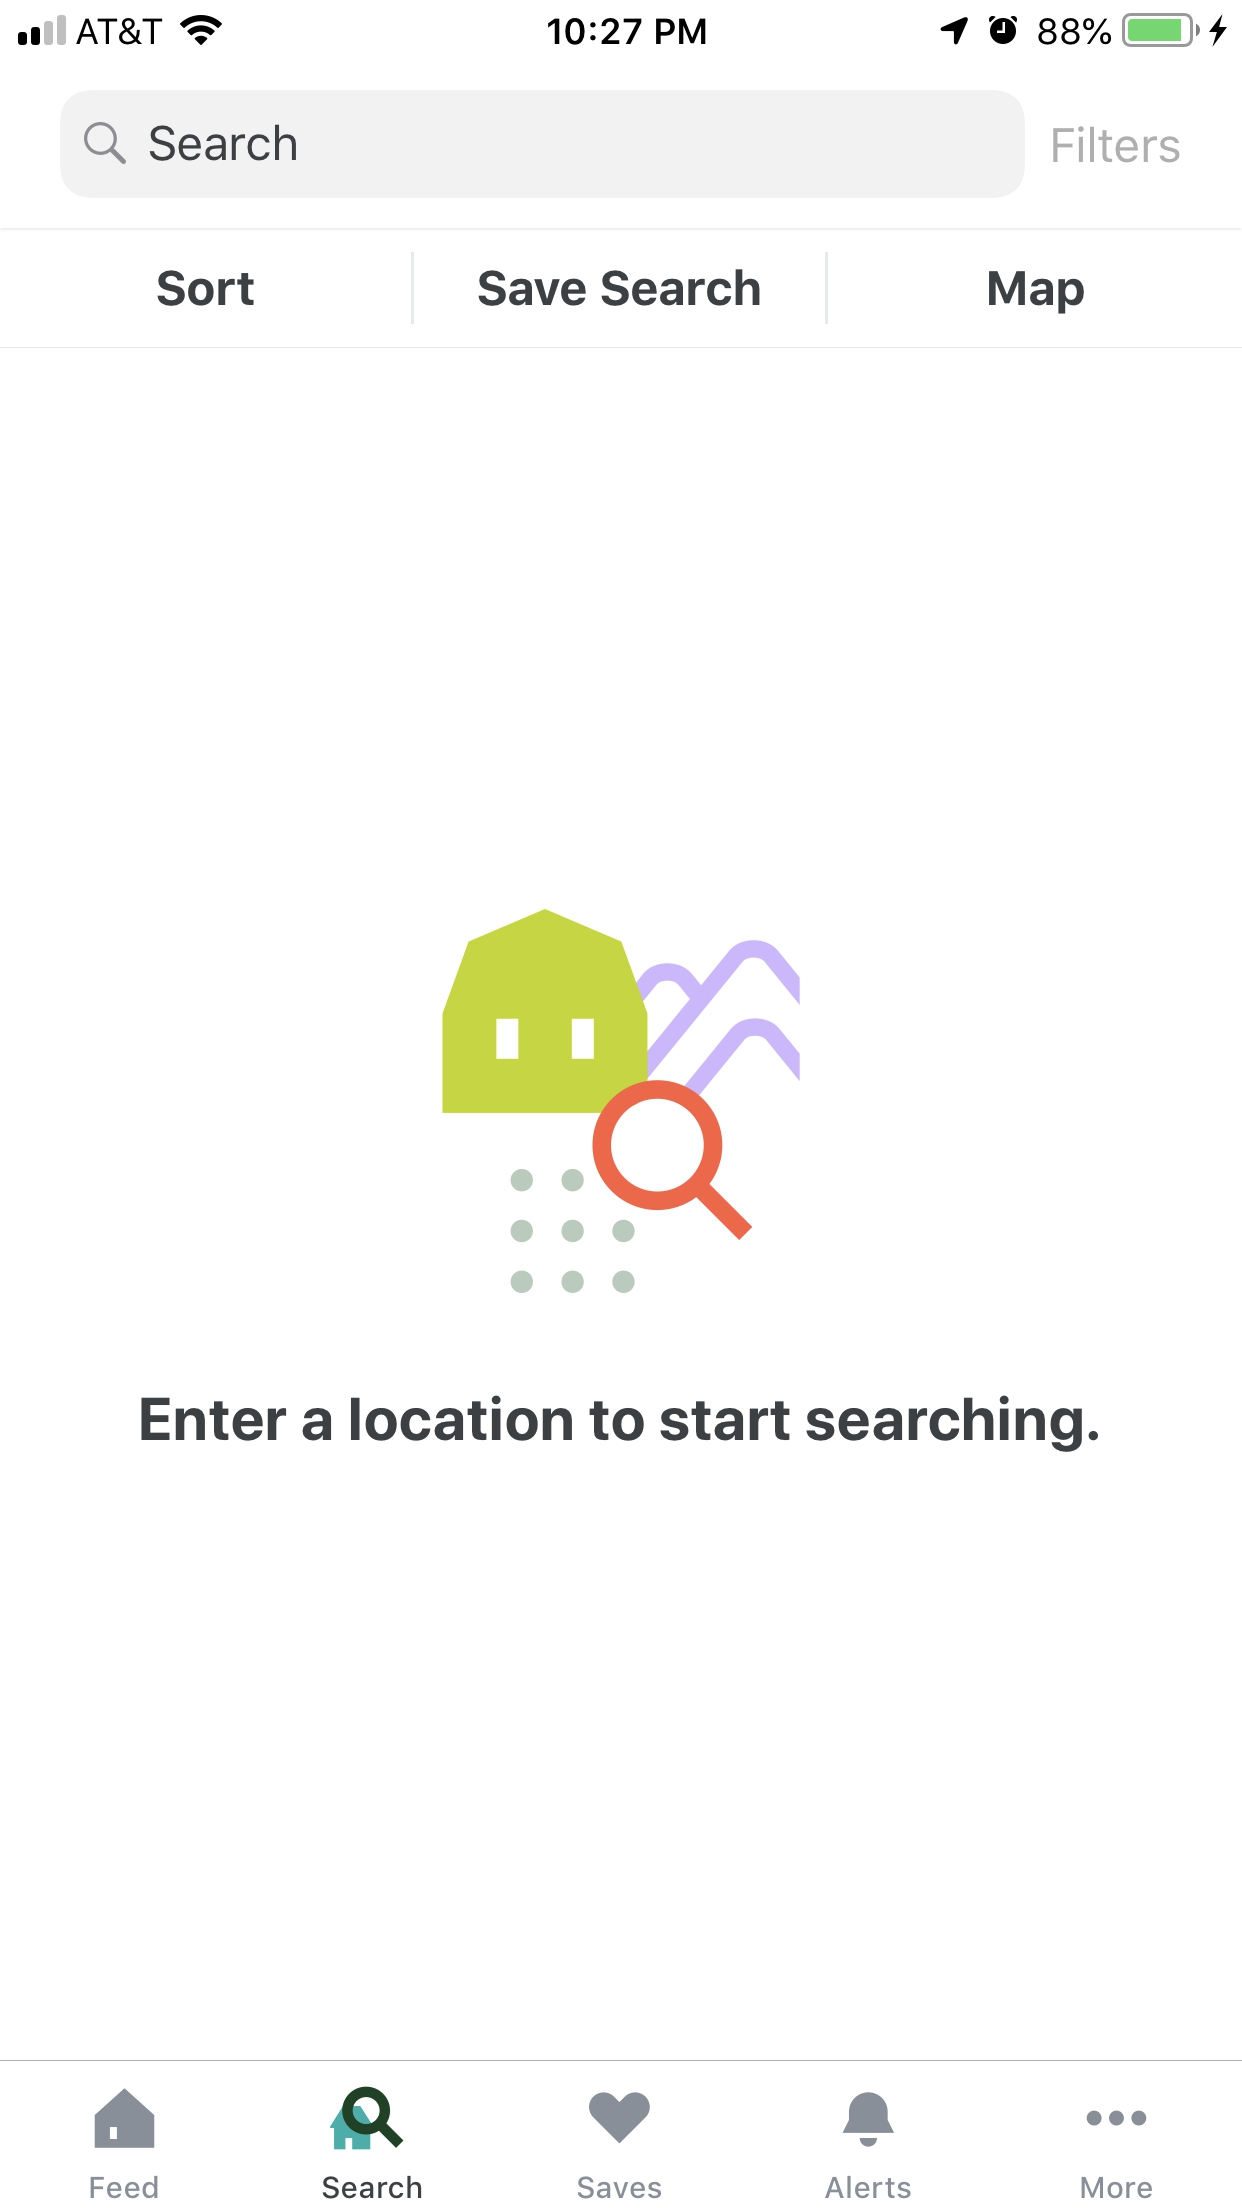 AT&T 10:27 PM 88%
Search Filters
Sort Save Search Map
Enter a location to start searching.
Feed Search Saves Alerts More